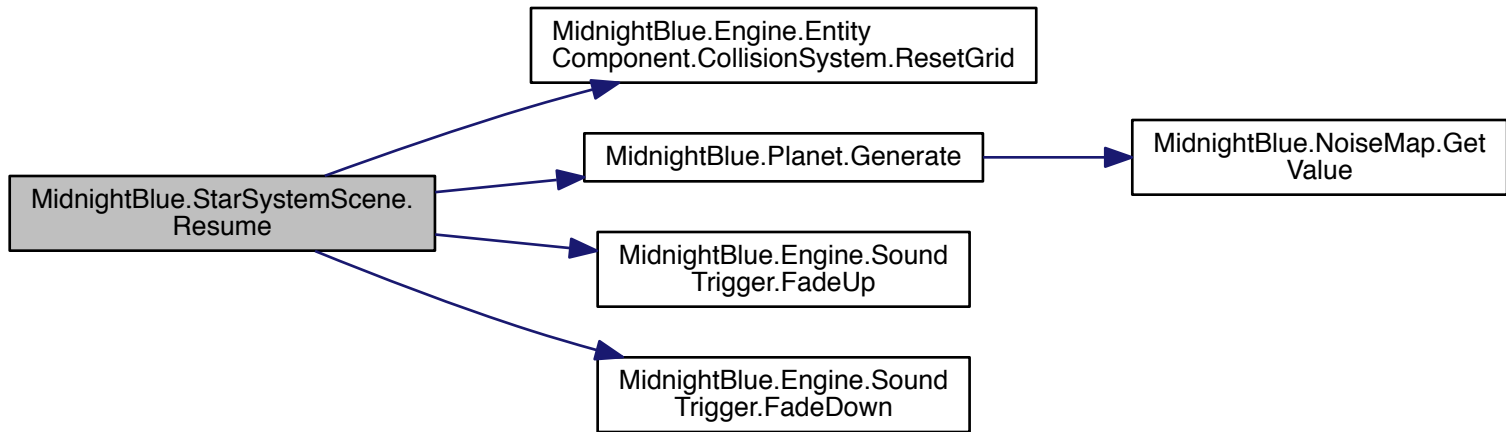 MidnightBlue.StarSystemScene.
Resume
MidnightBlue.Engine.Entity
Component.CollisionSystem.ResetGrid
MidnightBlue.Planet.Generate
MidnightBlue.NoiseMap.Get
Value
MidnightBlue.Engine.Sound
Trigger.FadeUp
MidnightBlue.Engine.Sound
Trigger.FadeDown